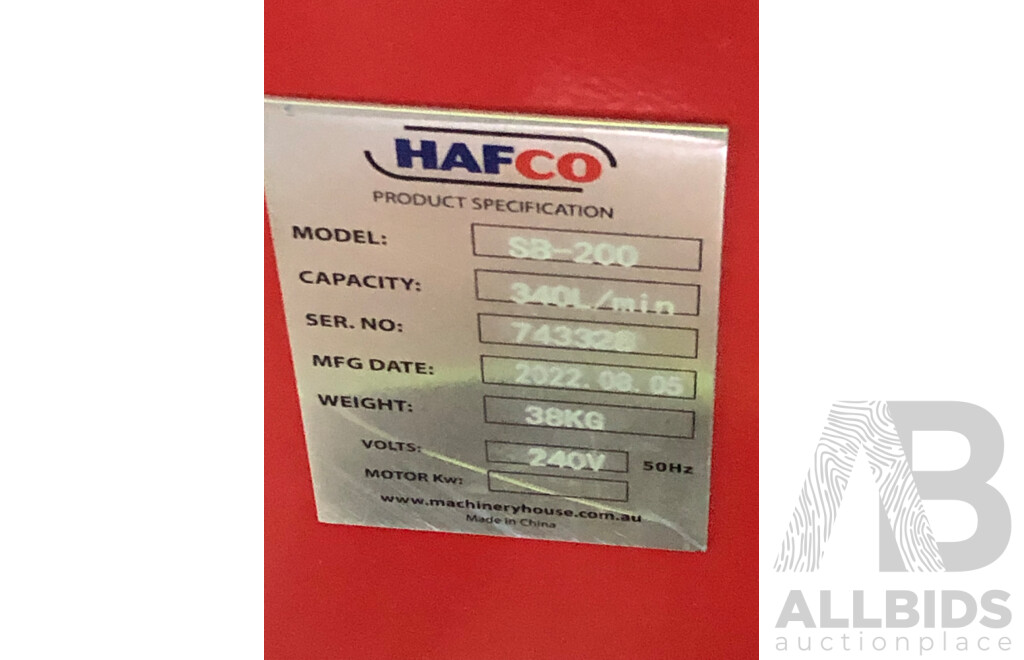 HAFCO
PRODUCT SPECIFICATION
MODEL: SB-200
CAPACITY: 340L/min
SER. NO:
MFG DATE: 2022.08.05
WEIGHT: 38KG
VOLTS: 240V 50Hz
MOTOR Kw:
www.machineryhouse.com.au
Made in China
AB
ALLBIDS
auctionplace